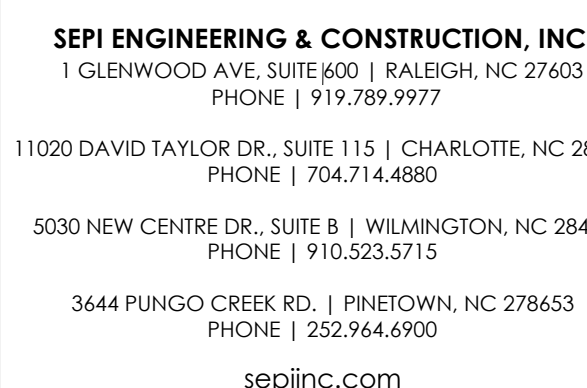 SEPI ENGINEERING & CONSTRUCTION, INC
1 GLENWOOD AVE, SUITE 600 | RALEIGH, NC 27603
PHONE | 919.789.9977
11020 DAVID TAYLOR DR., SUITE 115 | CHARLOTTE, NC 28
PHONE | 704.714.4880
5030 NEW CENTRE DR., SUITE B | WILMINGTON, NC 284
PHONE | 910.523.5715
3644 PUNGO CREEK RD. | PINETOWN, NC 278653
PHONE | 252.964.6900
sepiinc.com